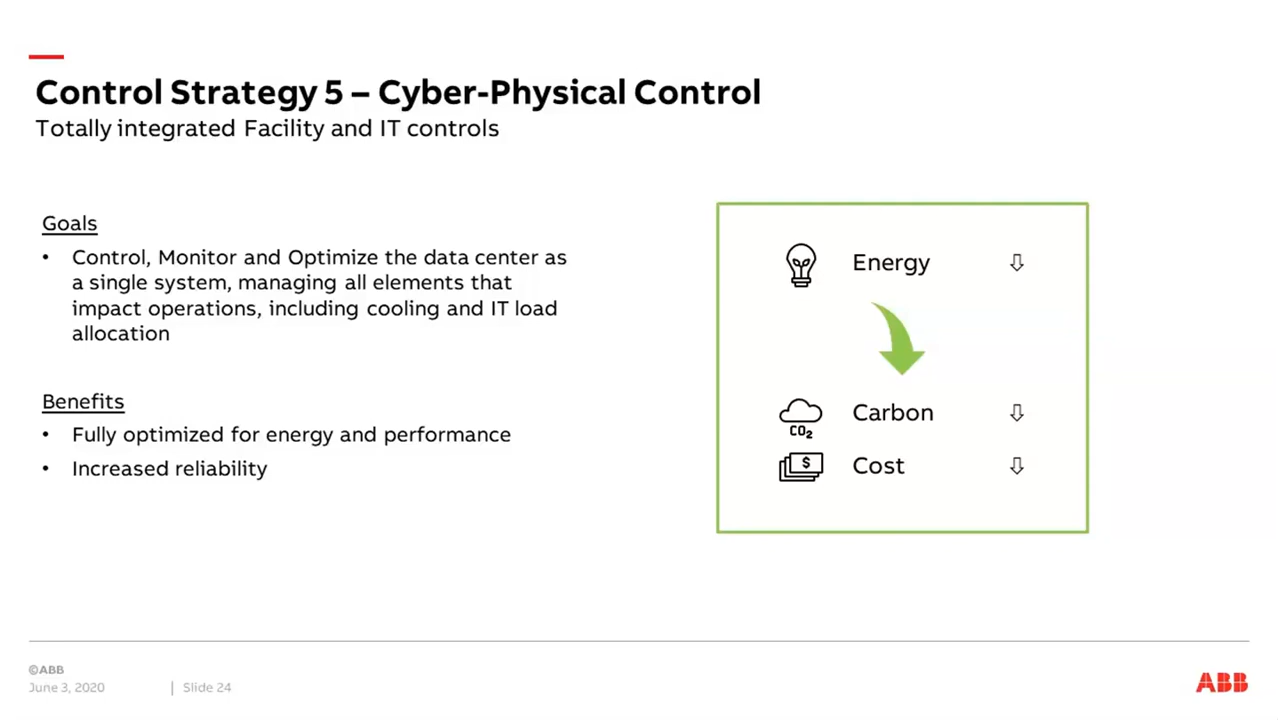 Control Strategy 5 – Cyber-Physical Control
Totally integrated Facility and IT controls
Goals
• Control, Monitor and Optimize the data center as
a single system, managing all elements that
impact operations, including cooling and IT load
allocation
Benefits
• Fully optimized for energy and performance
• Increased reliability
Energy ⇩
CO₂ Carbon ⇩
$ Cost ⇩
©ABB
June 3, 2020 | Slide 24
ABB